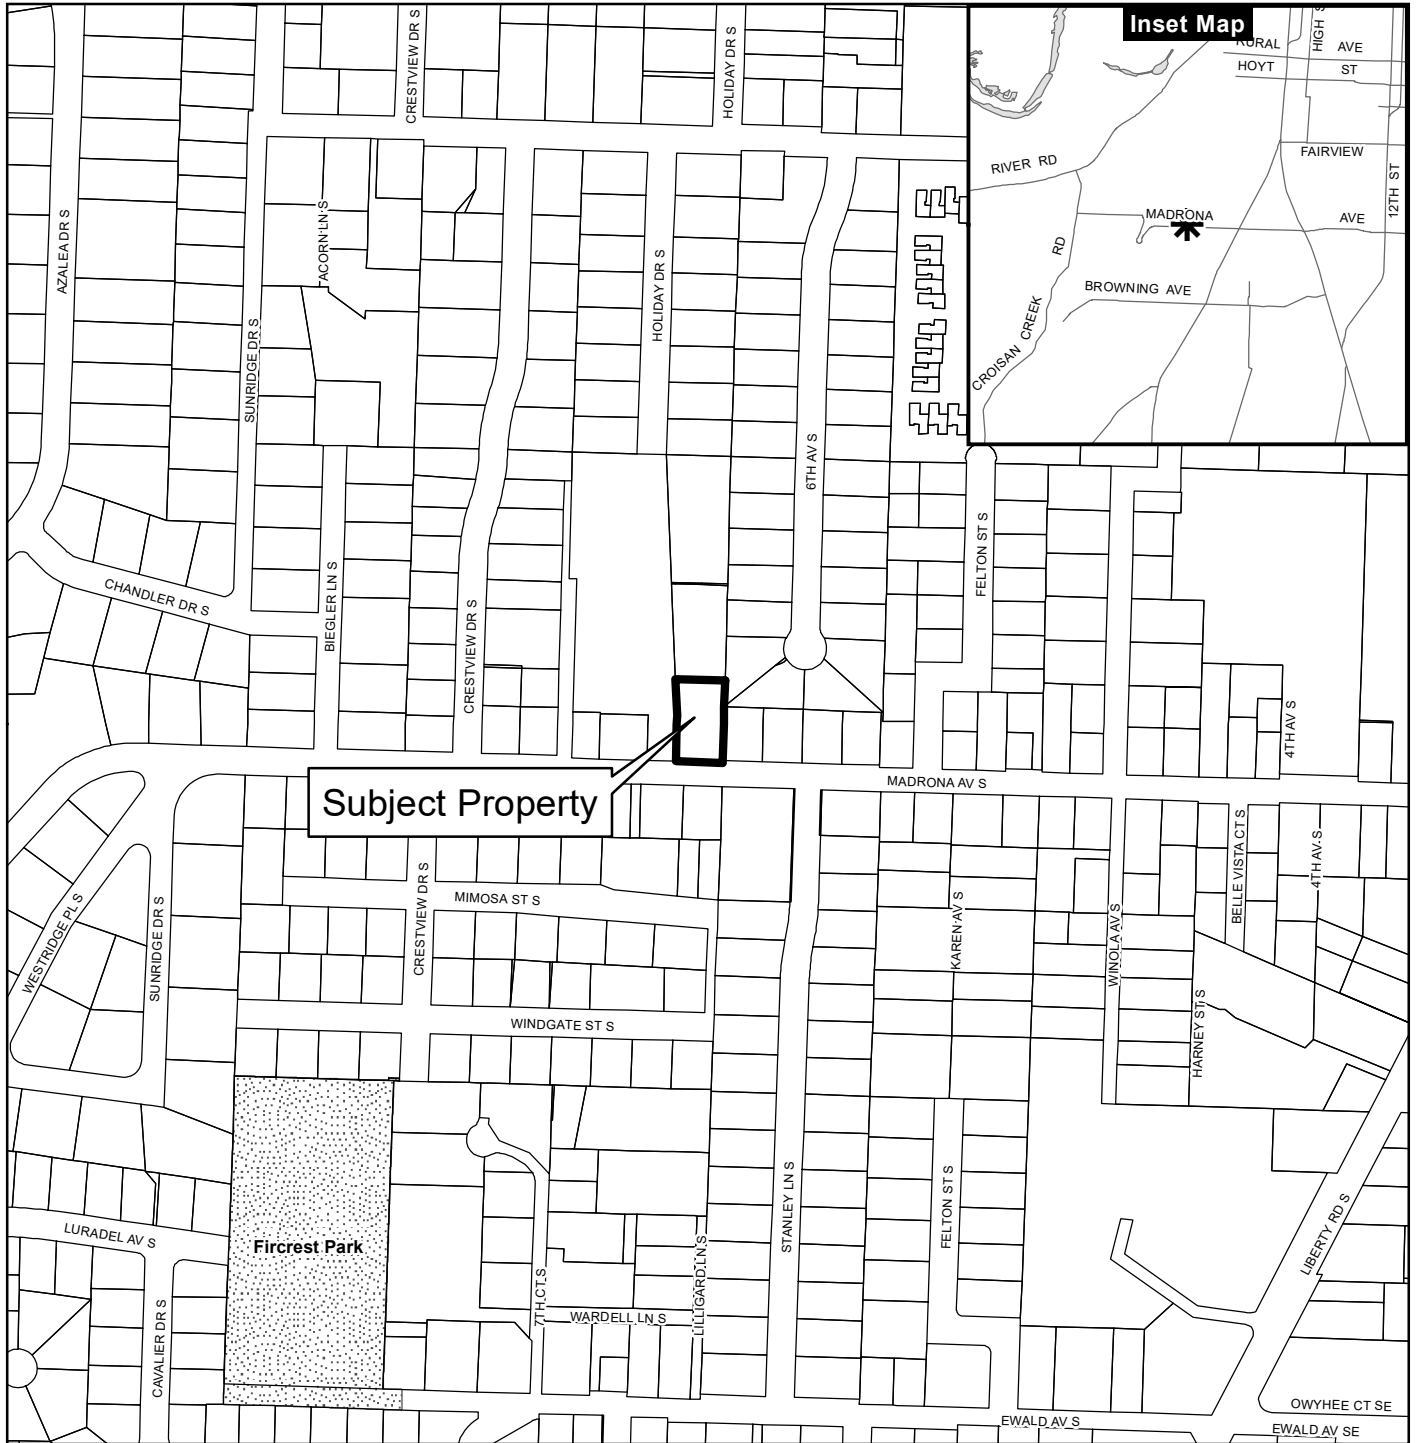 Inset Map
RURAL AVE
HIGH S
HOYT ST
FAIRVIEW
RIVER RD
12TH ST
MADRONA AVE
RD
BROWNING AVE
CROISAN CREEK
CRESTVIEW DR S
HOLIDAY DR S
AZALEA DR S
ACORN LN S
HOLIDAY DR S
SUNRIDGE DR S
6TH AV S
FELTON ST S
CHANDLER DR S
BIEGLER LN S
CRESTVIEW DR S
4TH AV S
MADRONA AV S
Subject Property
BELLE VISTA CT S
4TH AV S
MIMOSA ST S
CRESTVIEW DR S
WESTRIDGE PL S
SUNRIDGE DR S
KAREN AV S
WINOLA AV S
WINDGATE ST S
HARNEY ST S
STANLEY LN S
FELTON ST S
LIBERTY RD S
LURADEL AV S
Fircrest Park
7TH CT S
LILLIGARD LN S
WARDELL LN S
CAVALIER DR S
OWYHEE CT SE
EWALD AV S
EWALD AV SE